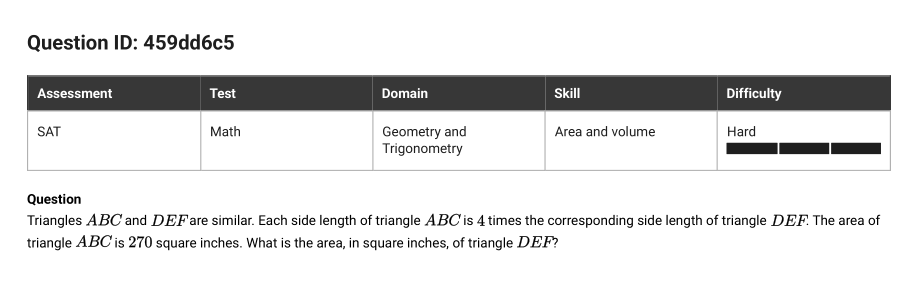 Question ID: 459dd6c5
Assessment Test Domain Skill Difficulty
SAT Math Geometry and Trigonometry Area and volume Hard
Question
Triangles ABC and DEF are similar. Each side length of triangle ABC is 4 times the corresponding side length of triangle DEF. The area of
triangle ABC is 270 square inches. What is the area, in square inches, of triangle DEF?